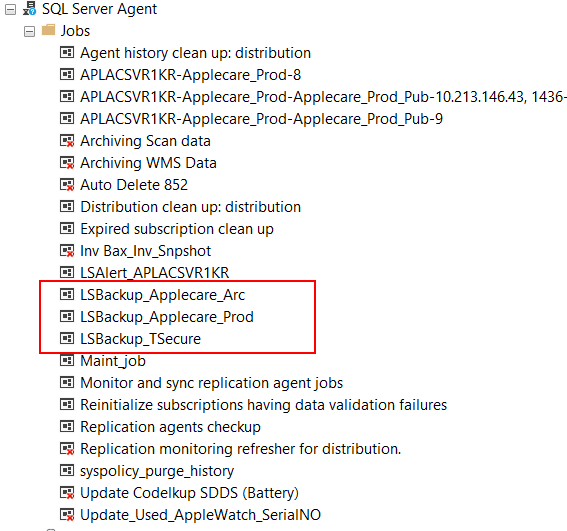 SQL Server Agent
Jobs
Agent history clean up: distribution
APLACSVR1KR-Applecare_Prod-8
APLACSVR1KR-Applecare_Prod-Applecare_Prod_Pub-10.213.146.43, 1436-
APLACSVR1KR-Applecare_Prod-Applecare_Prod_Pub-9
Archiving Scan data
Archiving WMS Data
Auto Delete 852
Distribution clean up: distribution
Expired subscription clean up
Inv Bax_Inv_Snpshot
LSAlert_APLACSVR1KR
LSBackup_Applecare_Arc
LSBackup_Applecare_Prod
LSBackup_TSecure
Maint_job
Monitor and sync replication agent jobs
Reinitialize subscriptions having data validation failures
Replication agents checkup
Replication monitoring refresher for distribution.
syspolicy_purge_history
Update Codelkup SDDS (Battery)
Update_Used_AppleWatch_SerialNO